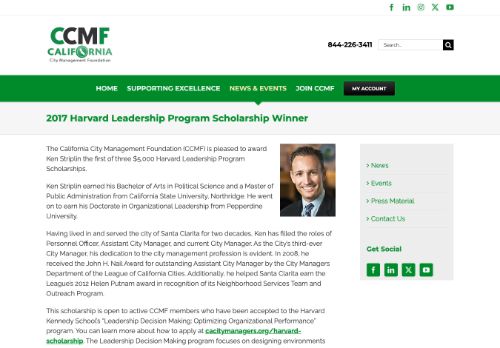 CCMF
CALIFORNIA
City Management Foundation
844-226-3411
Search...
HOME
SUPPORTING EXCELLENCE
NEWS & EVENTS
JOIN CCMF
MY ACCOUNT
2017 Harvard Leadership Program Scholarship Winner
The California City Management Foundation (CCMF) is pleased to award
Ken Striplin the first of three $5,000 Harvard Leadership Program
Scholarships.
Ken Striplin earned his Bachelor of Arts in Political Science and a Master of
Public Administration from California State University, Northridge. He went
on to earn his Doctorate in Organizational Leadership from Pepperdine
University.
Having lived in and served the city of Santa Clarita for two decades, Ken has filled the roles of
Personnel Officer, Assistant City Manager, and current City Manager. As the City's third-ever
City Manager, his dedication to the city management profession is evident. In 2008, he
received the John H. Nail Award for outstanding Assistant City Manager by the City Managers
Department of the League of California Cities. Additionally, he helped Santa Clarita earn the
League's 2012 Helen Putnam award in recognition of its Neighborhood Services Team and
Outreach Program.
This scholarship is open to active CCMF members who have been accepted to the Harvard
Kennedy School's "Leadership Decision Making: Optimizing Organizational Performance"
program. You can learn more about how to apply at cacitymanagers.org/harvard-
scholarship. The Leadership Decision Making program focuses on designing environments
News
Events
Press Material
Contact Us
Get Social